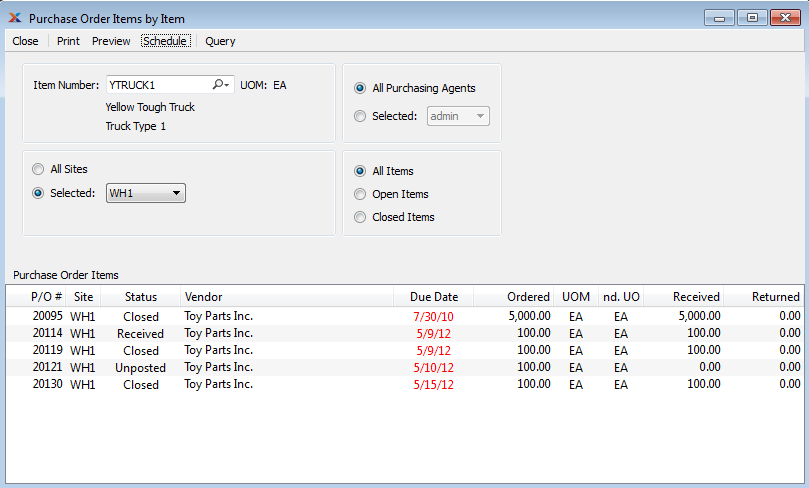 Purchase Order Items by Item
Close Print Preview Schedule Query
Item Number: YTRUCK1 UOM: EA
Yellow Tough Truck
Truck Type 1
All Purchasing Agents
Selected: admin
All Sites
Selected: WH1
All Items
Open Items
Closed Items
Purchase Order Items
P/O # Site Status Vendor Due Date Ordered UOM nd. UO Received Returned
20095 WH1 Closed Toy Parts Inc. 7/30/10 5,000.00 EA EA 5,000.00 0.00
20114 WH1 Received Toy Parts Inc. 5/9/12 100.00 EA EA 100.00 0.00
20119 WH1 Closed Toy Parts Inc. 5/9/12 100.00 EA EA 100.00 0.00
20121 WH1 Unposted Toy Parts Inc. 5/10/12 100.00 EA EA 0.00 0.00
20130 WH1 Closed Toy Parts Inc. 5/15/12 100.00 EA EA 100.00 0.00